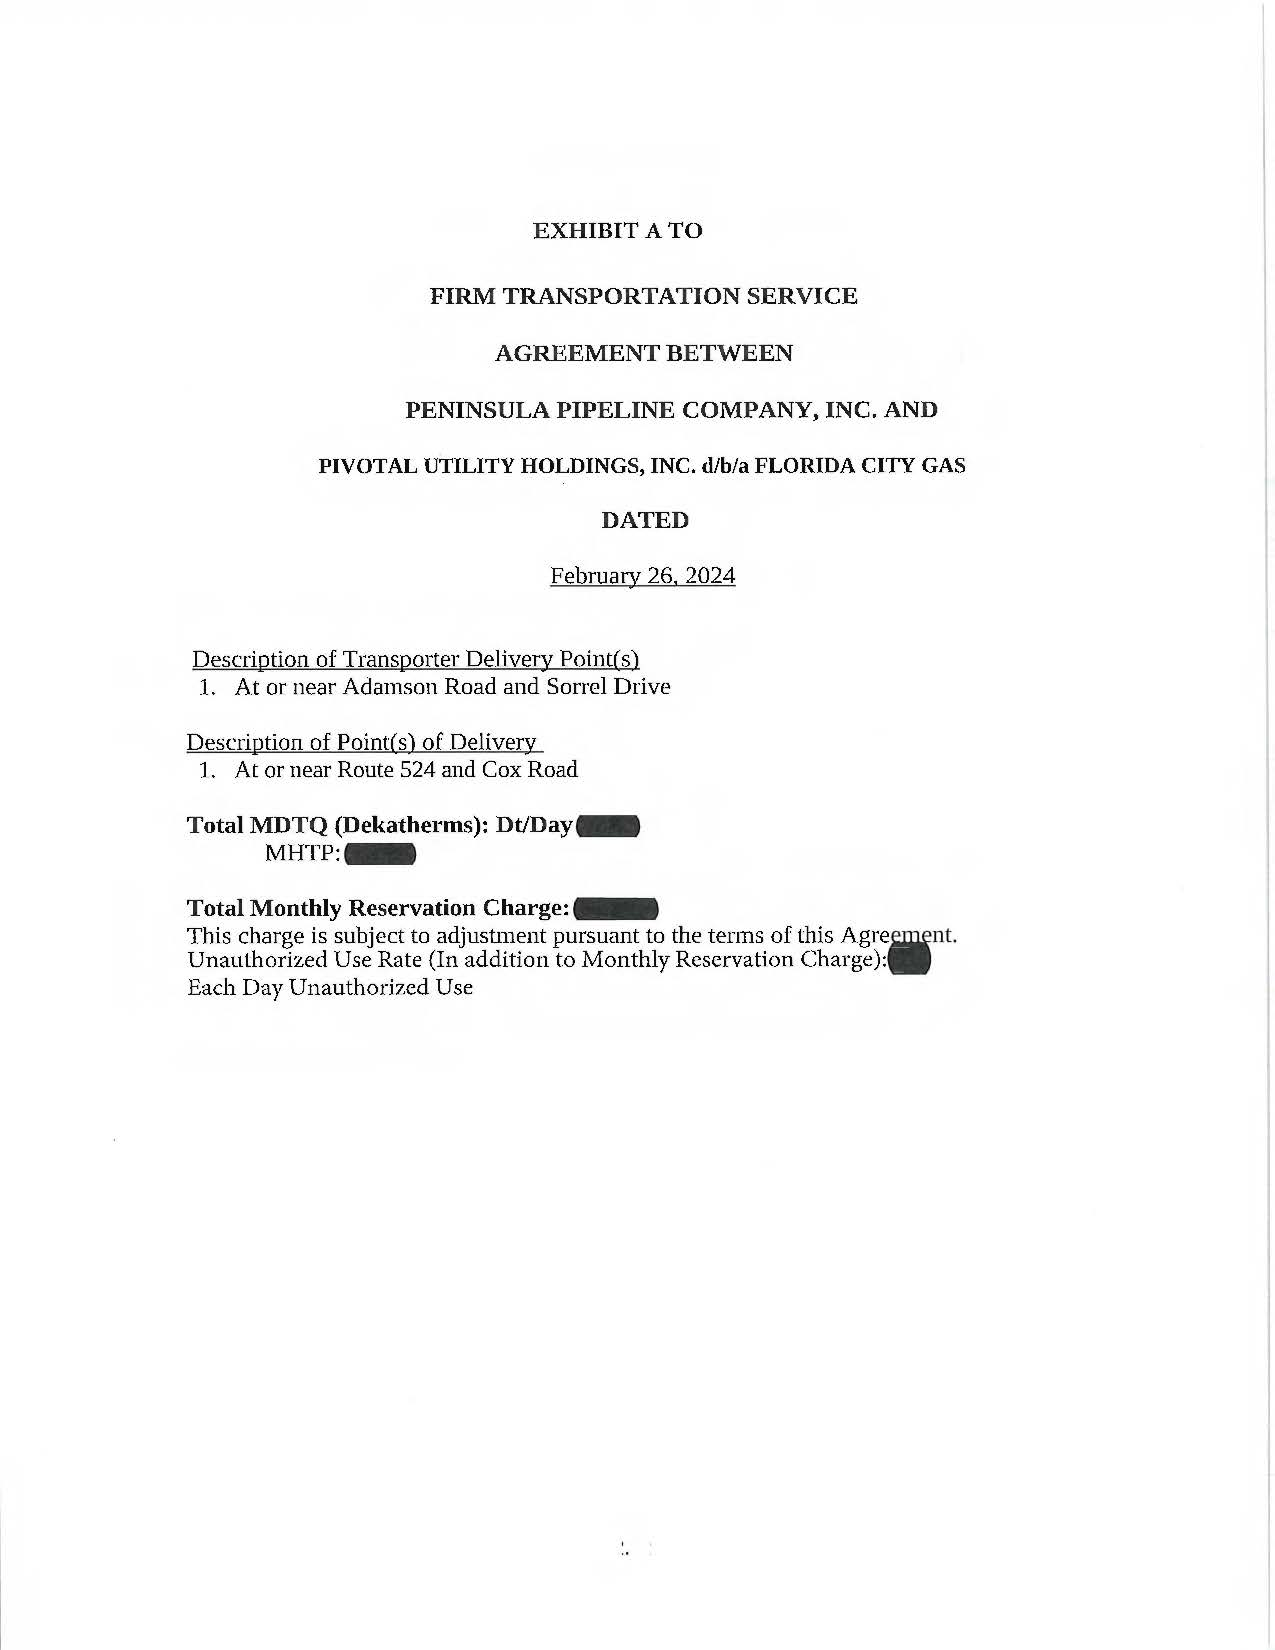 EXHIBIT A TO
FIRM TRANSPORTATION SERVICE
AGREEMENT BETWEEN
PENINSULA PIPELINE COMPANY, INC. AND
PIVOTAL UTILITY HOLDINGS, INC. d/b/a FLORIDA CITY GAS
DATED
February 26, 2024
Description of Transporter Delivery Point(s)
1. At or near Adamson Road and Sorrel Drive
Description of Point(s) of Delivery
1. At or near Route 524 and Cox Road
Total MDTQ (Dekatherms): Dt/Day
MHTP:
Total Monthly Reservation Charge:
This charge is subject to adjustment pursuant to the terms of this Agreement.
Unauthorized Use Rate (In addition to Monthly Reservation Charge):
Each Day Unauthorized Use